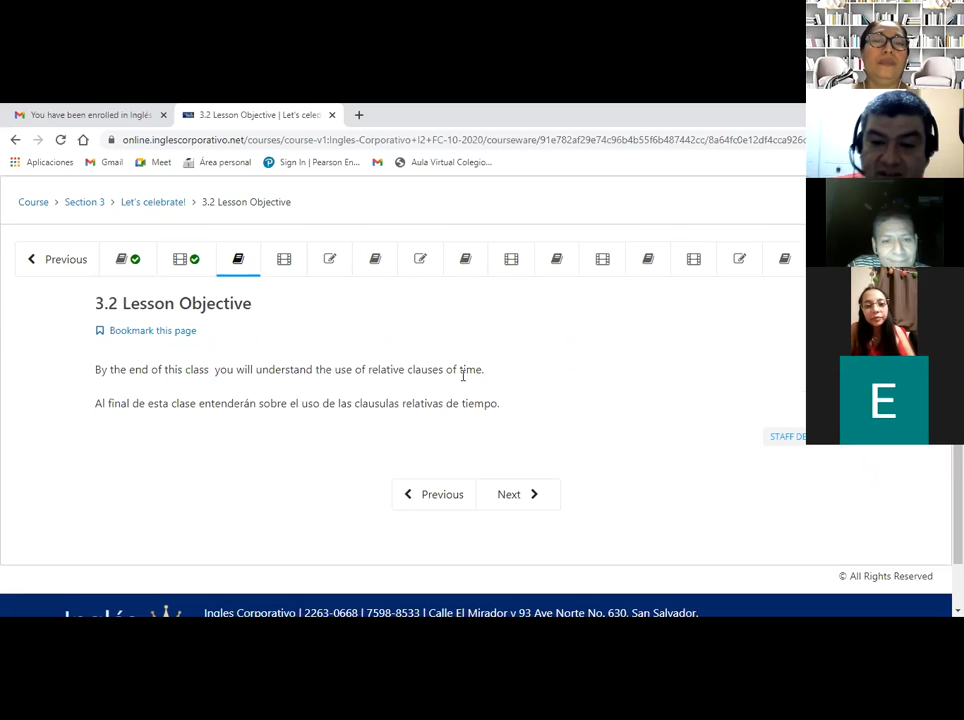 You have been enrolled in Inglés
3.2 Lesson Objective | Let's celeb
online.inglescorporativo.net/courses/course-v1:Ingles-Corporativo+I2+FC-10-2020/courseware/91e782af29e74c96b4b55f6b487442cc/8a64fc0e12df4cca926c
Aplicaciones Gmail Meet Área personal Sign In | Pearson En... Aula Virtual Colegio...
Course > Section 3 > Let's celebrate! > 3.2 Lesson Objective
Previous
3.2 Lesson Objective
Bookmark this page
By the end of this class you will understand the use of relative clauses of time.
Al final de esta clase entenderán sobre el uso de las clausulas relativas de tiempo.
STAFF DE
Previous Next
© All Rights Reserved
Ingles Corporativo | 2263-0668 | 7598-8533 | Calle El Mirador y 93 Ave Norte No. 630, San Salvador.
E